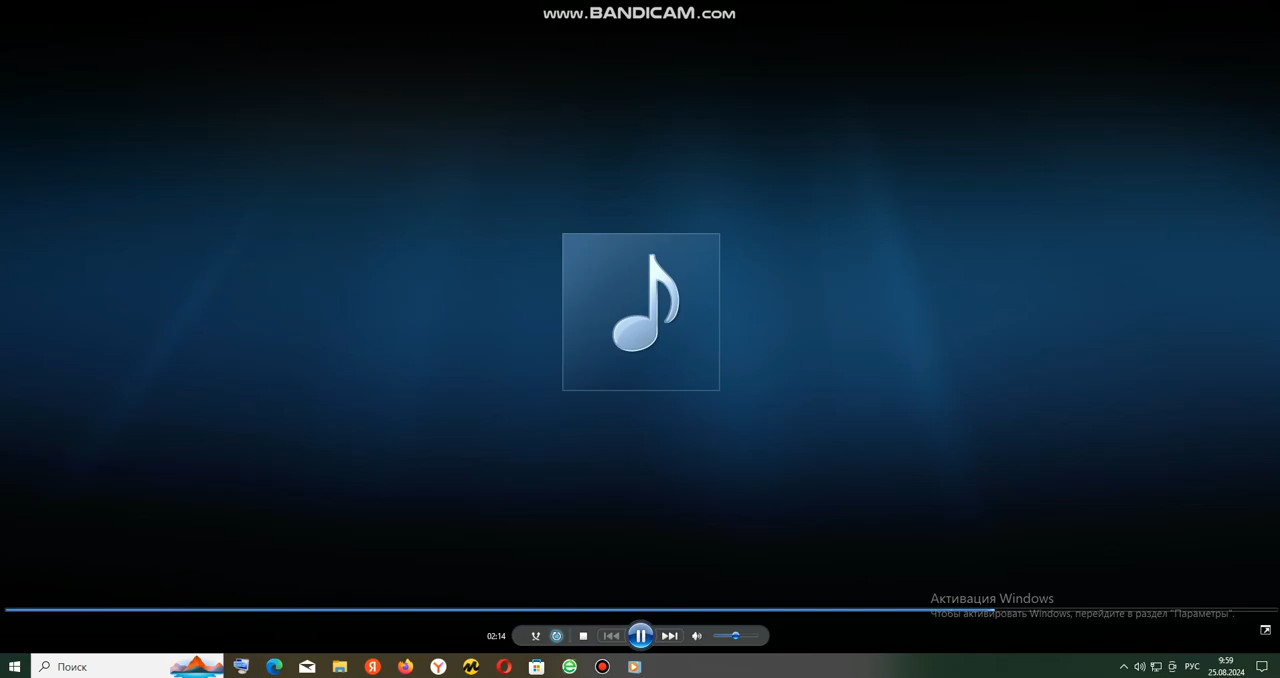 www.BANDICAM.com
Активация Windows
Чтобы активировать Windows, перейдите в раздел "Параметры".
02:14
Поиск
РУС
9:59
25.08.2024